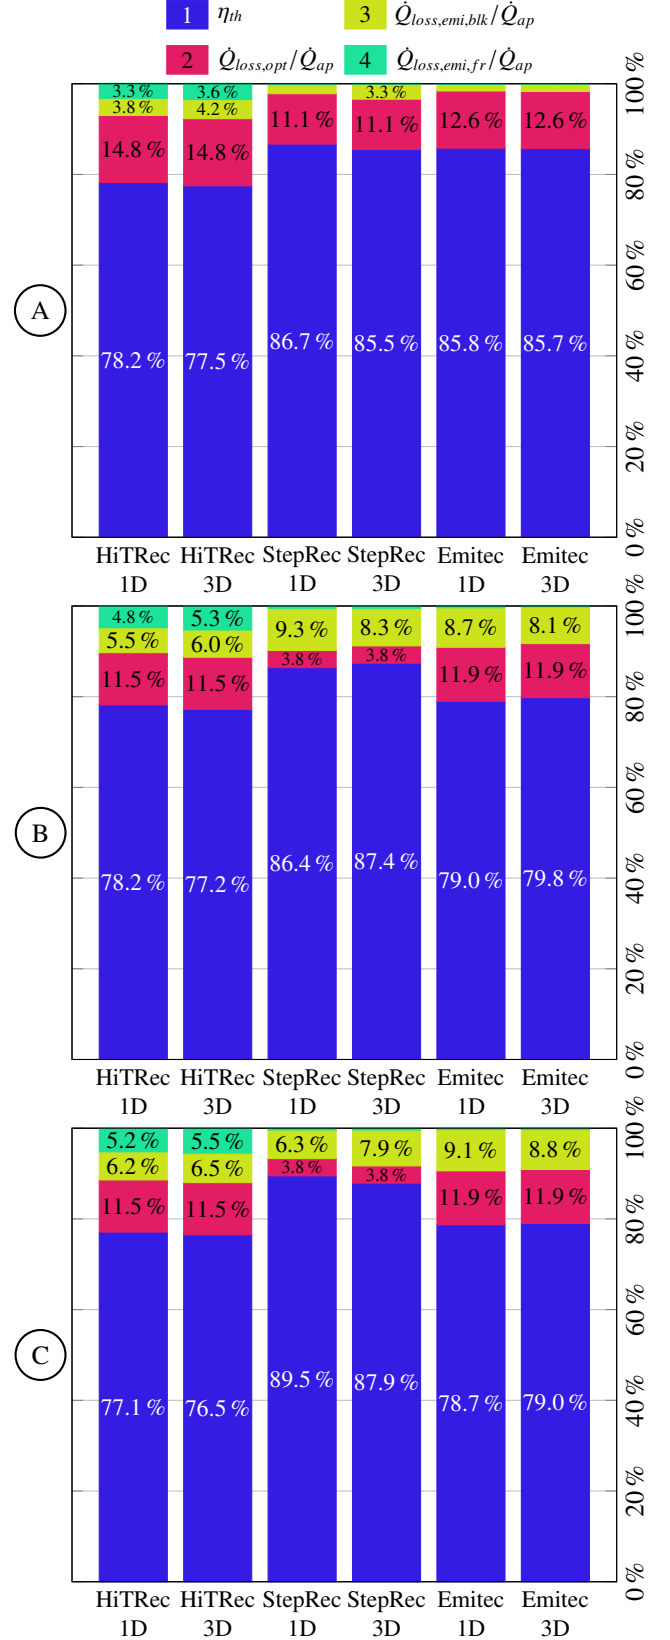 1 η_th 3 Q̇_loss,emi,blk/Q̇_ap
2 Q̇_loss,opt/Q̇_ap 4 Q̇_loss,emi,fr/Q̇_ap
A
3.3 % 3.6 %
3.8 % 4.2 % 3.3 %
14.8 % 14.8 % 11.1 % 11.1 % 12.6 % 12.6 %
78.2 % 77.5 % 86.7 % 85.5 % 85.8 % 85.7 %
0 % 20 % 40 % 60 % 80 % 100 %
HiTRec HiTRec StepRec StepRec Emitec Emitec
1D 3D 1D 3D 1D 3D
B
4.8 % 5.3 %
5.5 % 6.0 % 9.3 % 8.3 % 8.7 % 8.1 %
11.5 % 11.5 % 3.8 % 3.8 % 11.9 % 11.9 %
78.2 % 77.2 % 86.4 % 87.4 % 79.0 % 79.8 %
0 % 20 % 40 % 60 % 80 % 100 %
HiTRec HiTRec StepRec StepRec Emitec Emitec
1D 3D 1D 3D 1D 3D
C
5.2 % 5.5 %
6.2 % 6.5 % 6.3 % 7.9 % 9.1 % 8.8 %
11.5 % 11.5 % 3.8 % 3.8 % 11.9 % 11.9 %
77.1 % 76.5 % 89.5 % 87.9 % 78.7 % 79.0 %
0 % 20 % 40 % 60 % 80 % 100 %
HiTRec HiTRec StepRec StepRec Emitec Emitec
1D 3D 1D 3D 1D 3D